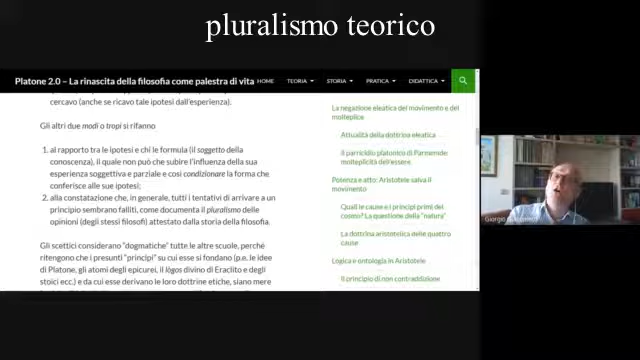 pluralismo teorico
Platone 2.0 – La rinascita della filosofia come palestra di vita
HOME TEORIA STORIA PRATICA DIDATTICA
cercavo (anche se ricavo tale ipotesi dall'esperienza).
Gli altri due modi o tropi si rifanno
1. al rapporto tra le ipotesi e chi le formula (il soggetto della
conoscenza), il quale non può che subire l'influenza della sua
esperienza soggettiva e parziale e così condizionare la forma che
conferisce alle sue ipotesi;
2. alla constatazione che, in generale, tutti i tentativi di arrivare a un
principio sembrano falliti, come documenta il pluralismo delle
opinioni (degli stessi filosofi) attestato dalla storia della filosofia.
Gli scettici considerano "dogmatiche" tutte le altre scuole, perché
ritengono che i presunti "principi" su cui esse si fondano (p.e. le idee
di Platone, gli atomi degli epicurei, il lògos divino di Eraclito e degli
stoici ecc.) e da cui esse derivano le loro dottrine etiche, siano mere
La negazione eleatica del movimento e del
molteplice
Attualità della dottrina eleatica
Il parricidio platonico di Parmenide:
molteplicità dell'essere
Potenza e atto: Aristotele salva il
movimento
Quali le cause e i principi primi del
cosmo? La questione della "natura"
La dottrina aristotelica delle quattro
cause
Logica e ontologia in Aristotele
Il principio di non contraddizione
Giorgio